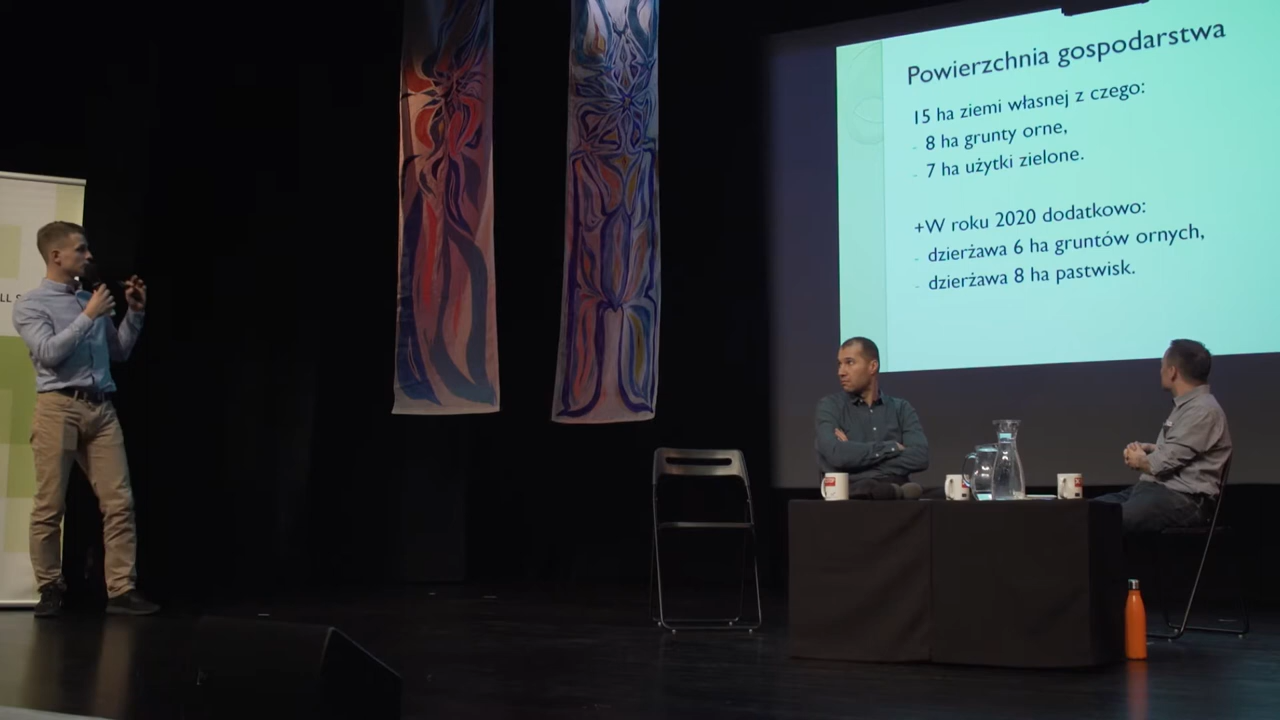 Powierzchnia gospodarstwa
15 ha ziemi własnej z czego:
- 8 ha grunty orne,
- 7 ha użytki zielone.
+W roku 2020 dodatkowo:
- dzierżawa 6 ha gruntów ornych,
- dzierżawa 8 ha pastwisk.
LL